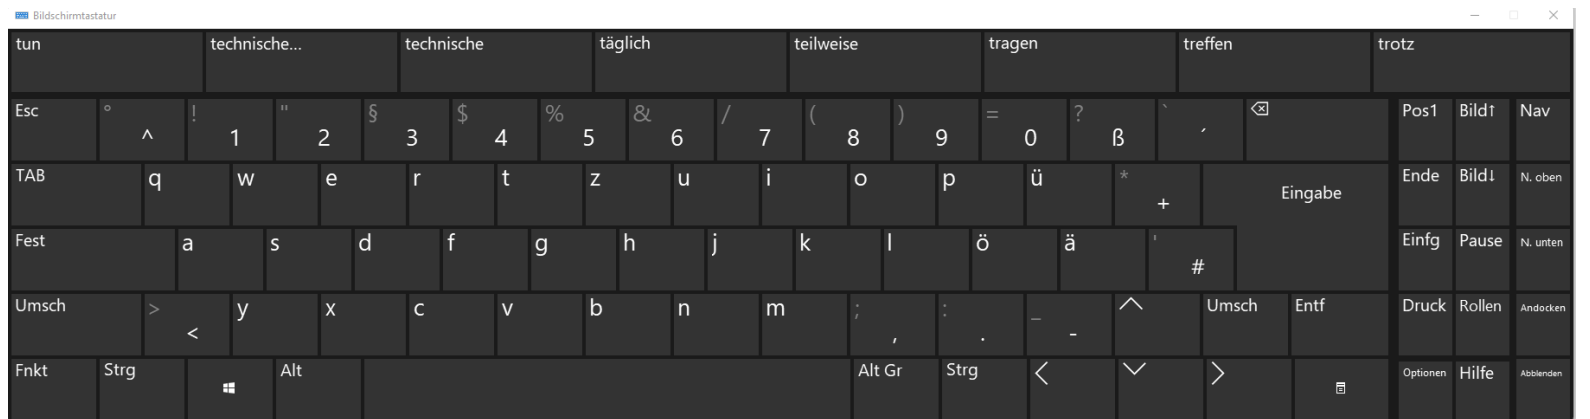 Bildschirmtastatur
tun technische... technische täglich teilweise tragen treffen trotz
Esc ° ^ ! 1 " 2 § 3 $ 4 % 5 & 6 / 7 ( 8 ) 9 = 0 ? ß ` ´ Pos1 Bild↑ Nav
TAB q w e r t z u i o p ü * + Eingabe Ende Bild↓ N. oben
Fest a s d f g h j k l ö ä ' # Einfg Pause N. unten
Umsch > < y x c v b n m ; , : . _ - Umsch Entf Druck Rollen Andocken
Fnkt Strg Alt Alt Gr Strg Optionen Hilfe Abblenden